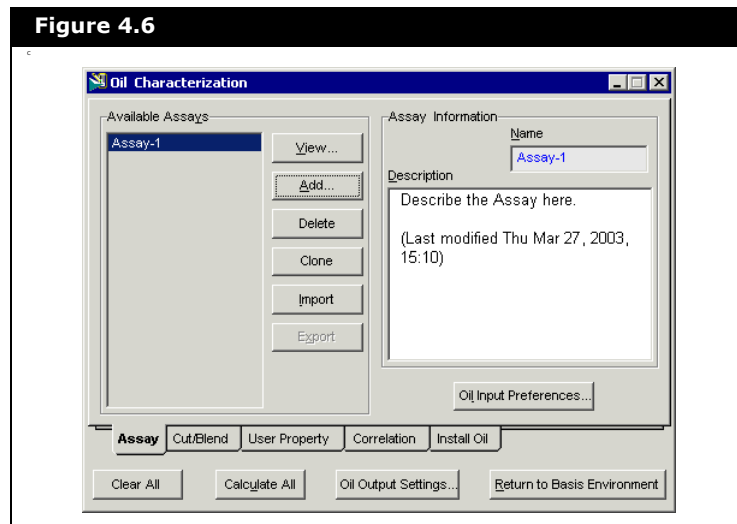 Figure 4.6
c
Oil Characterization
Available Assays
Assay-1
View...
Add...
Delete
Clone
Import
Export
Assay Information
Name
Assay-1
Description
Describe the Assay here.
(Last modified Thu Mar 27, 2003,
15:10)
Oil Input Preferences...
Assay Cut/Blend User Property Correlation Install Oil
Clear All Calculate All Oil Output Settings... Return to Basis Environment